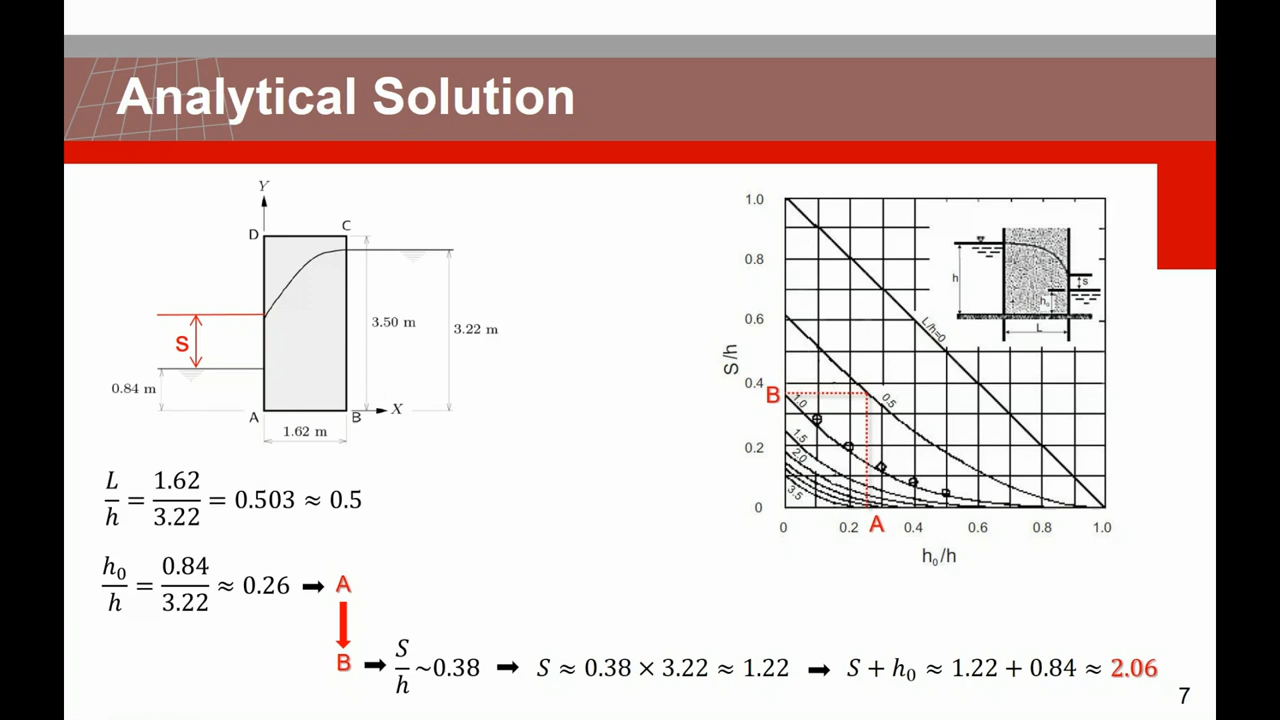 Analytical Solution
Y
D
C
S
3.50 m
3.22 m
0.84 m
A
B
X
1.62 m
L/h = 1.62/3.22 = 0.503 ≈ 0.5
h₀/h = 0.84/3.22 ≈ 0.26 ➡ A
B ➡ S/h ~0.38 ➡ S ≈ 0.38 × 3.22 ≈ 1.22 ➡ S + h₀ ≈ 1.22 + 0.84 ≈ 2.06
1.0
0.8
0.6
0.4
0.2
0
S/h
B
L/h=0
0.5
1.0
1.5
2.0
3.5
h
s
h₀
L
0 0.2 A 0.4 0.6 0.8 1.0
h₀/h
7